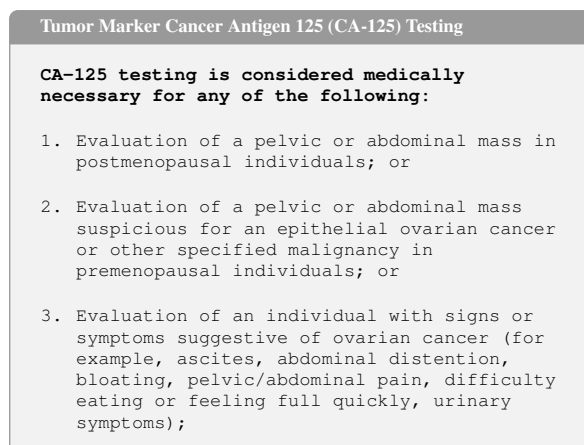 Tumor Marker Cancer Antigen 125 (CA-125) Testing
CA-125 testing is considered medically
necessary for any of the following:
1. Evaluation of a pelvic or abdominal mass in
postmenopausal individuals; or
2. Evaluation of a pelvic or abdominal mass
suspicious for an epithelial ovarian cancer
or other specified malignancy in
premenopausal individuals; or
3. Evaluation of an individual with signs or
symptoms suggestive of ovarian cancer (for
example, ascites, abdominal distention,
bloating, pelvic/abdominal pain, difficulty
eating or feeling full quickly, urinary
symptoms);